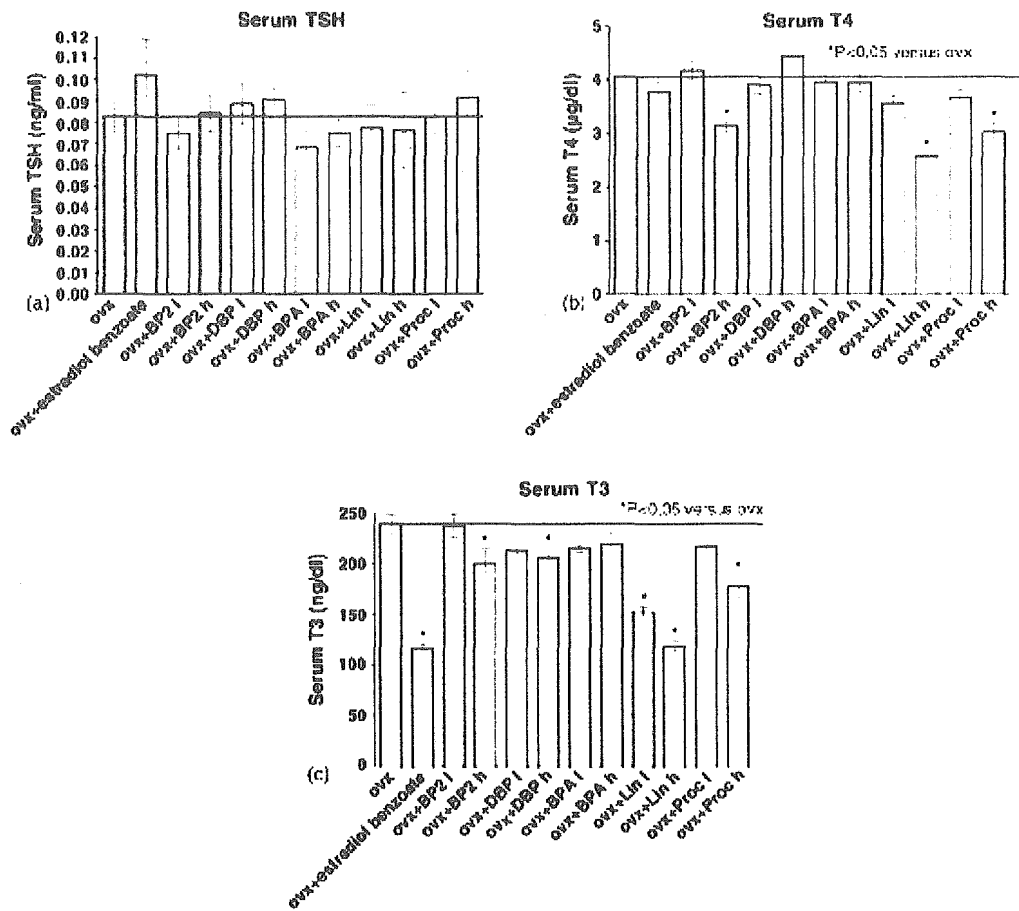 Serum TSH
Serum TSH (ng/ml)
0.12
0.11
0.10
0.09
0.08
0.07
0.06
0.05
0.04
0.03
0.02
0.01
0.00
(a)
ovx
ovx+estradiol benzoate
ovx+BP2 l
ovx+BP2 h
ovx+DBP l
ovx+DBP h
ovx+BPA l
ovx+BPA h
ovx+Lin l
ovx+Lin h
ovx+Proc l
ovx+Proc h
Serum T4
*P<0.05 versus ovx
Serum T4 (µg/dl)
5
4
3
2
1
0
(b)
ovx
ovx+estradiol benzoate
ovx+BP2 l
ovx+BP2 h
ovx+DBP l
ovx+DBP h
ovx+BPA l
ovx+BPA h
ovx+Lin l
ovx+Lin h
ovx+Proc l
ovx+Proc h
Serum T3
*P<0.05 versus ovx
Serum T3 (ng/dl)
250
200
150
100
50
0
(c)
ovx
ovx+estradiol benzoate
ovx+BP2 l
ovx+BP2 h
ovx+DBP l
ovx+DBP h
ovx+BPA l
ovx+BPA h
ovx+Lin l
ovx+Lin h
ovx+Proc l
ovx+Proc h